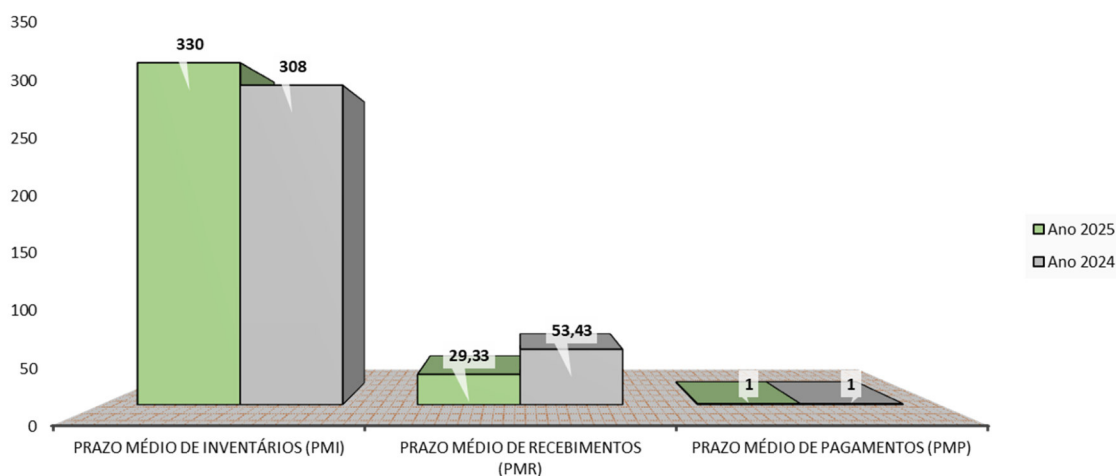 350
300
250
200
150
100
50
0
330
308
29,33
53,43
1
1
PRAZO MÉDIO DE INVENTÁRIOS (PMI)
PRAZO MÉDIO DE RECEBIMENTOS
(PMR)
PRAZO MÉDIO DE PAGAMENTOS (PMP)
Ano 2025
Ano 2024